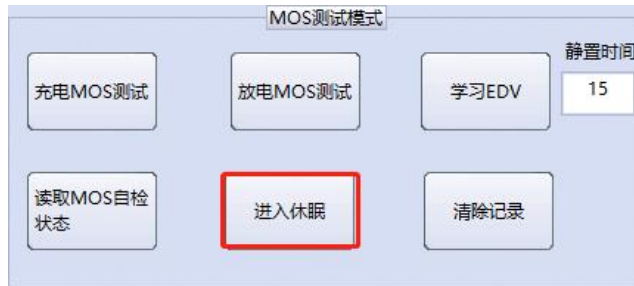 MOS测试模式
静置时间
充电MOS测试
放电MOS测试
学习EDV
15
读取MOS自检
状态
进入休眠
清除记录